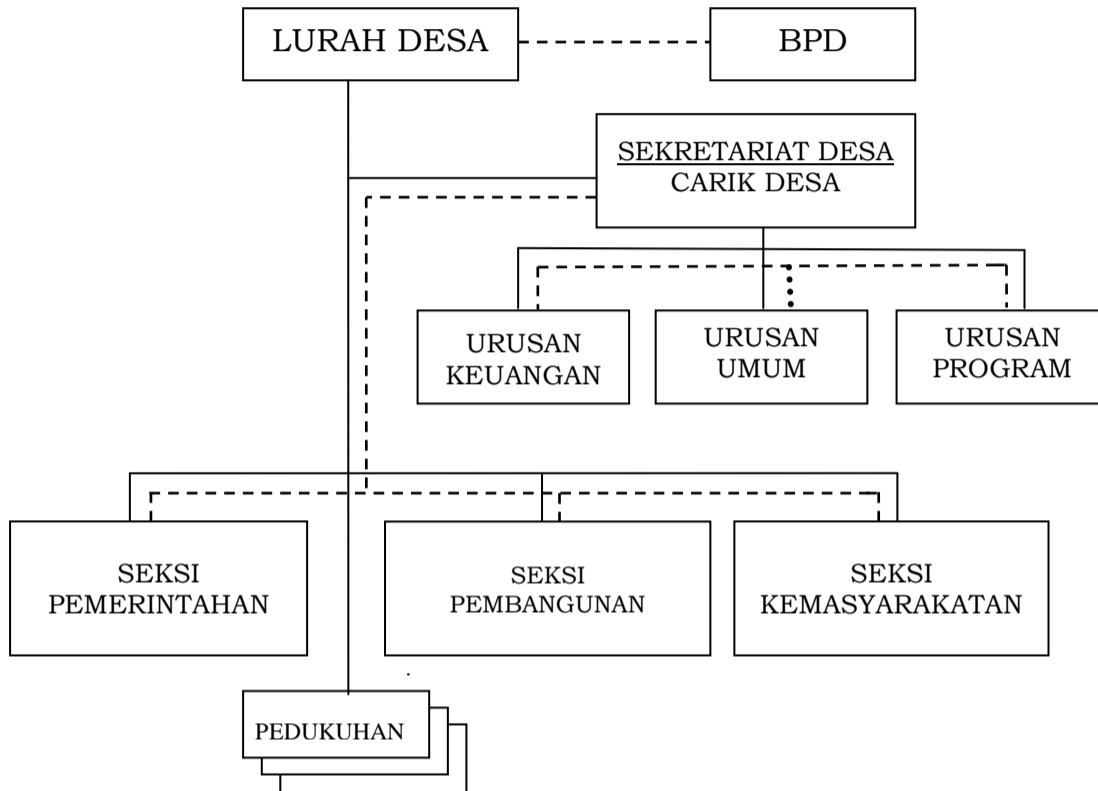 LURAH DESA
BPD
SEKRETARIAT DESA
CARIK DESA
URUSAN
KEUANGAN
URUSAN
UMUM
URUSAN
PROGRAM
SEKSI
PEMERINTAHAN
SEKSI
PEMBANGUNAN
SEKSI
KEMASYARAKATAN
PEDUKUHAN